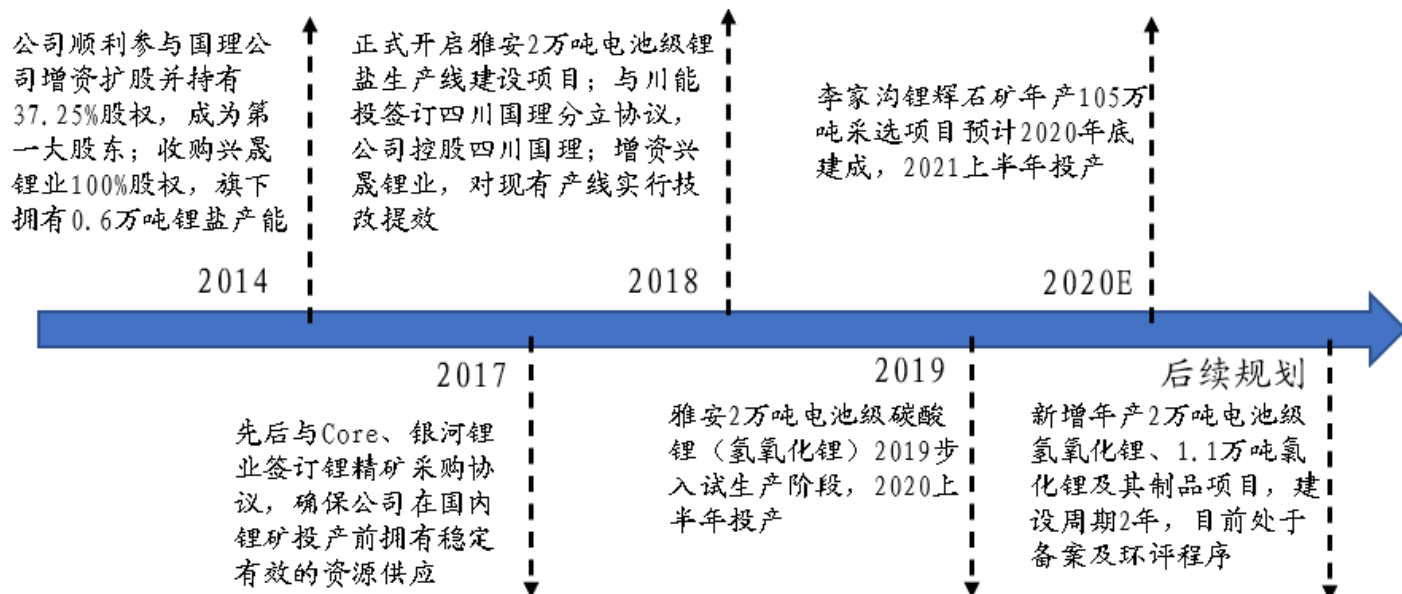 公司顺利参与国理公
司增资扩股并持有
37.25%股权，成为第
一大股东；收购兴晟
锂业100%股权，旗下
拥有0.6万吨锂盐产能
2014
正式开启雅安2万吨电池级锂
盐生产线建设项目；与川能
投签订四川国理分立协议，
公司控股四川国理；增资兴
晟锂业，对现有产线实行技
改提效
2018
李家沟锂辉石矿年产105万
吨采选项目预计2020年底
建成，2021上半年投产
2020E
2017
先后与Core、银河锂
业签订锂精矿采购协
议，确保公司在国内
锂矿投产前拥有稳定
有效的资源供应
2019
雅安2万吨电池级碳酸
锂（氢氧化锂）2019步
入试生产阶段，2020上
半年投产
后续规划
新增年产2万吨电池级
氢氧化锂、1.1万吨氯
化锂及其制品项目，建
设周期2年，目前处于
备案及环评程序